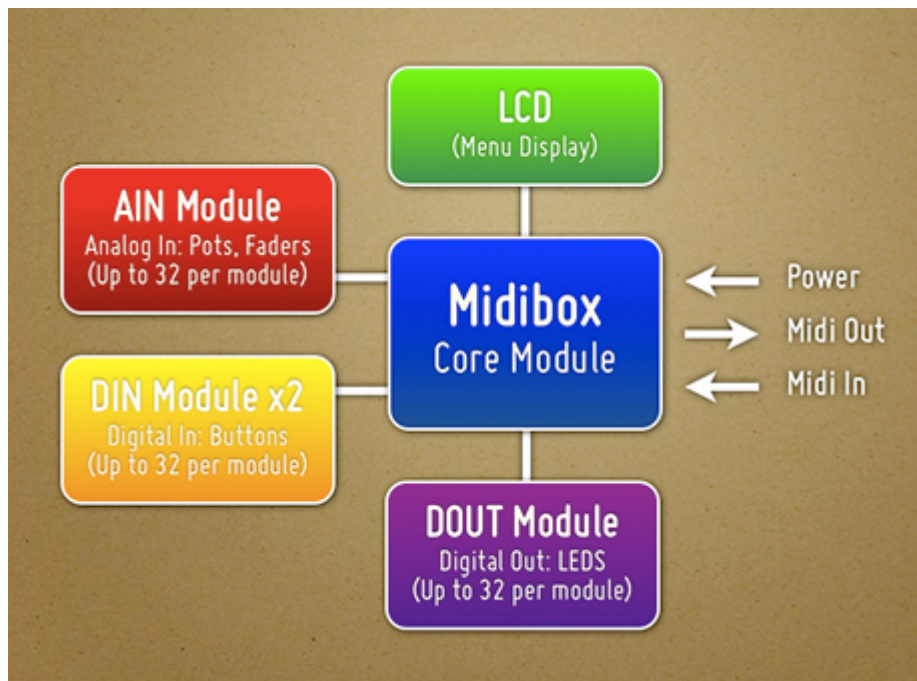 LCD
(Menu Display)
AIN Module
Analog In: Pots, Faders
(Up to 32 per module)
Midibox
Core Module
Power
Midi Out
Midi In
DIN Module x2
Digital In: Buttons
(Up to 32 per module)
DOUT Module
Digital Out: LEDS
(Up to 32 per module)